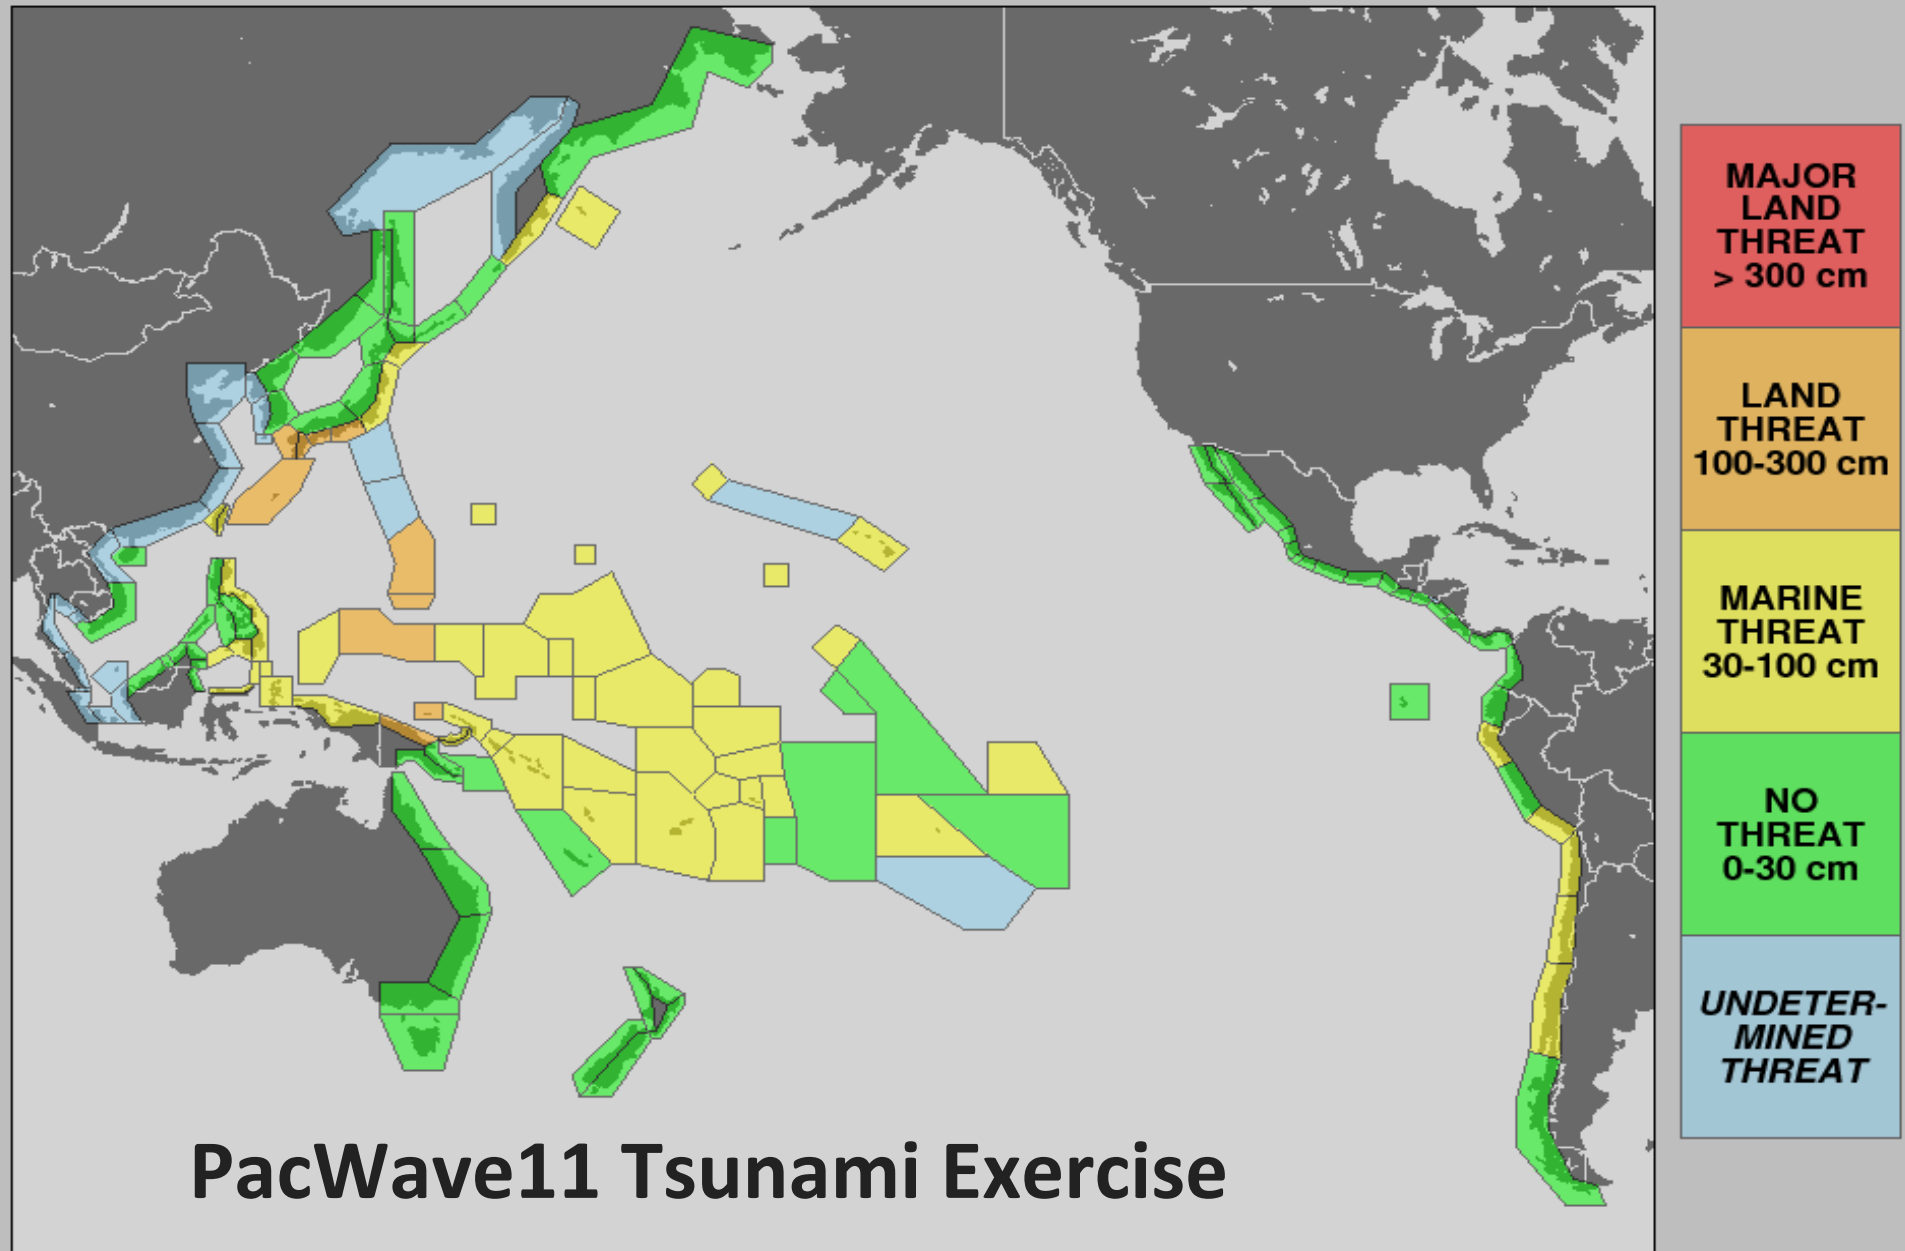 MAJOR
LAND
THREAT
> 300 cm
LAND
THREAT
100-300 cm
MARINE
THREAT
30-100 cm
NO
THREAT
0-30 cm
UNDETER-
MINED
THREAT
PacWave11 Tsunami Exercise